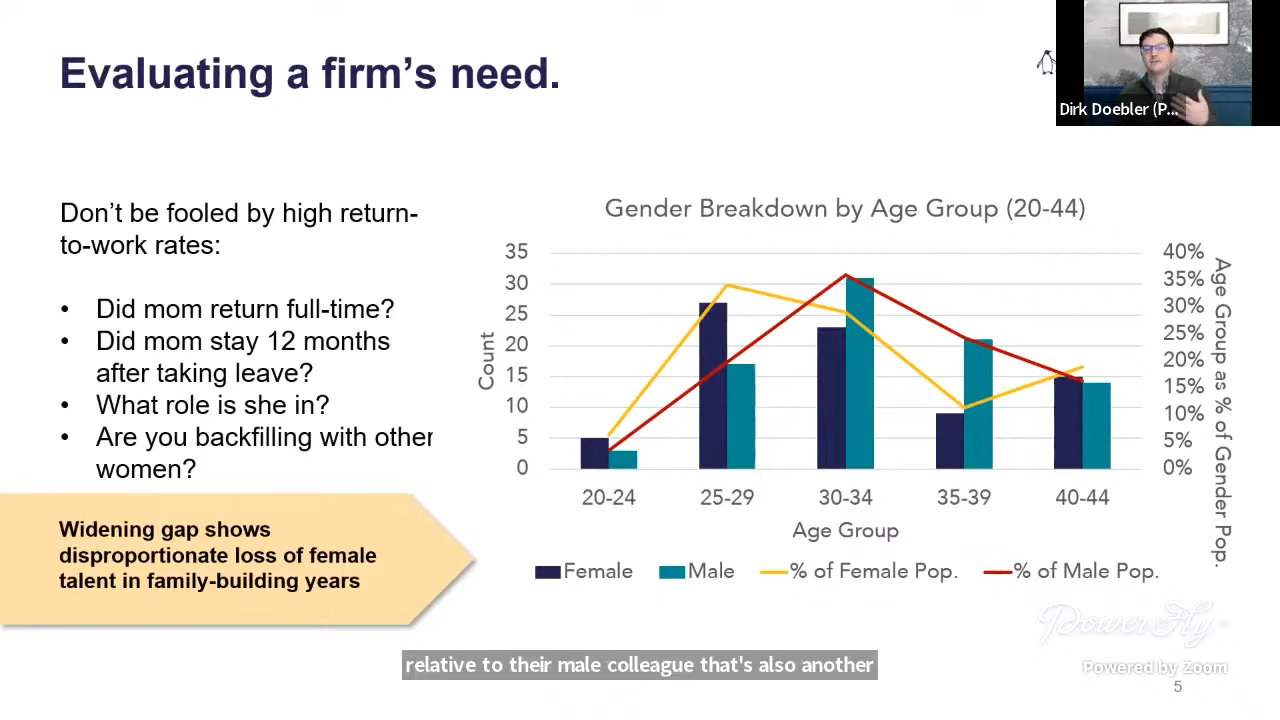 Evaluating a firm's need.
Dirk Doebler (P...
Don't be fooled by high return-
to-work rates:
• Did mom return full-time?
• Did mom stay 12 months
after taking leave?
• What role is she in?
• Are you backfilling with other
women?
Widening gap shows
disproportionate loss of female
talent in family-building years
Gender Breakdown by Age Group (20-44)
Count
35
30
25
20
15
10
5
0
40%
35%
30%
25%
20%
15%
10%
5%
0%
Age Group as % of Gender Pop.
20-24 25-29 30-34 35-39 40-44
Age Group
Female Male % of Female Pop. % of Male Pop.
PowerToFly
Powered by Zoom
relative to their male colleague that's also another
5